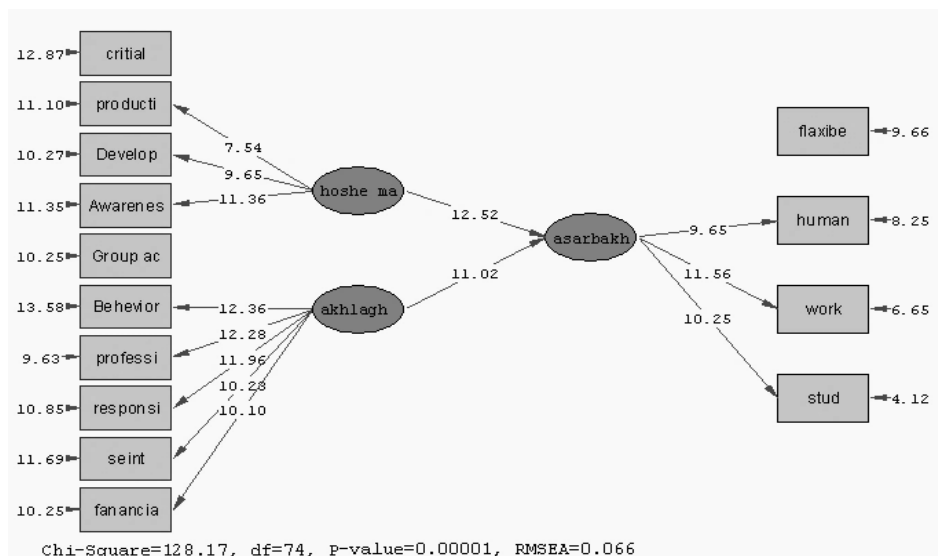 12.87 critial
11.10 producti
10.27 Develop
11.35 Awarenes
10.25 Group ac
13.58 Behevior
9.63 professi
10.85 responsi
11.69 seint
10.25 fanancia
7.54
9.65
11.36
hoshe ma
12.36
12.28
11.96
10.28
10.10
akhlagh
12.52
11.02
asarbakh
9.65
11.56
10.25
flaxibe 9.66
human 8.25
work 6.65
stud 4.12
Chi-Square=128.17, df=74, P-value=0.00001, RMSEA=0.066